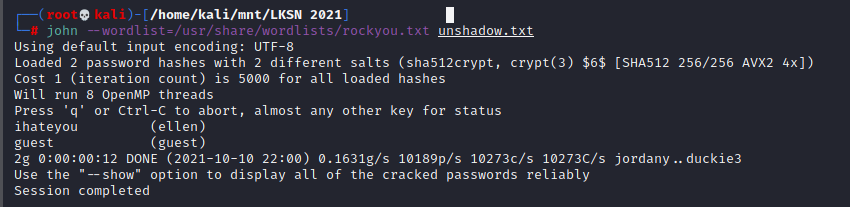 ┌──(root💀kali)-[/home/kali/mnt/LKSN 2021]
└─# john --wordlist=/usr/share/wordlists/rockyou.txt unshadow.txt
Using default input encoding: UTF-8
Loaded 2 password hashes with 2 different salts (sha512crypt, crypt(3) $6$ [SHA512 256/256 AVX2 4x])
Cost 1 (iteration count) is 5000 for all loaded hashes
Will run 8 OpenMP threads
Press 'q' or Ctrl-C to abort, almost any other key for status
ihateyou         (ellen)
guest            (guest)
2g 0:00:00:12 DONE (2021-10-10 22:00) 0.1631g/s 10189p/s 10273c/s 10273C/s jordany..duckie3
Use the "--show" option to display all of the cracked passwords reliably
Session completed